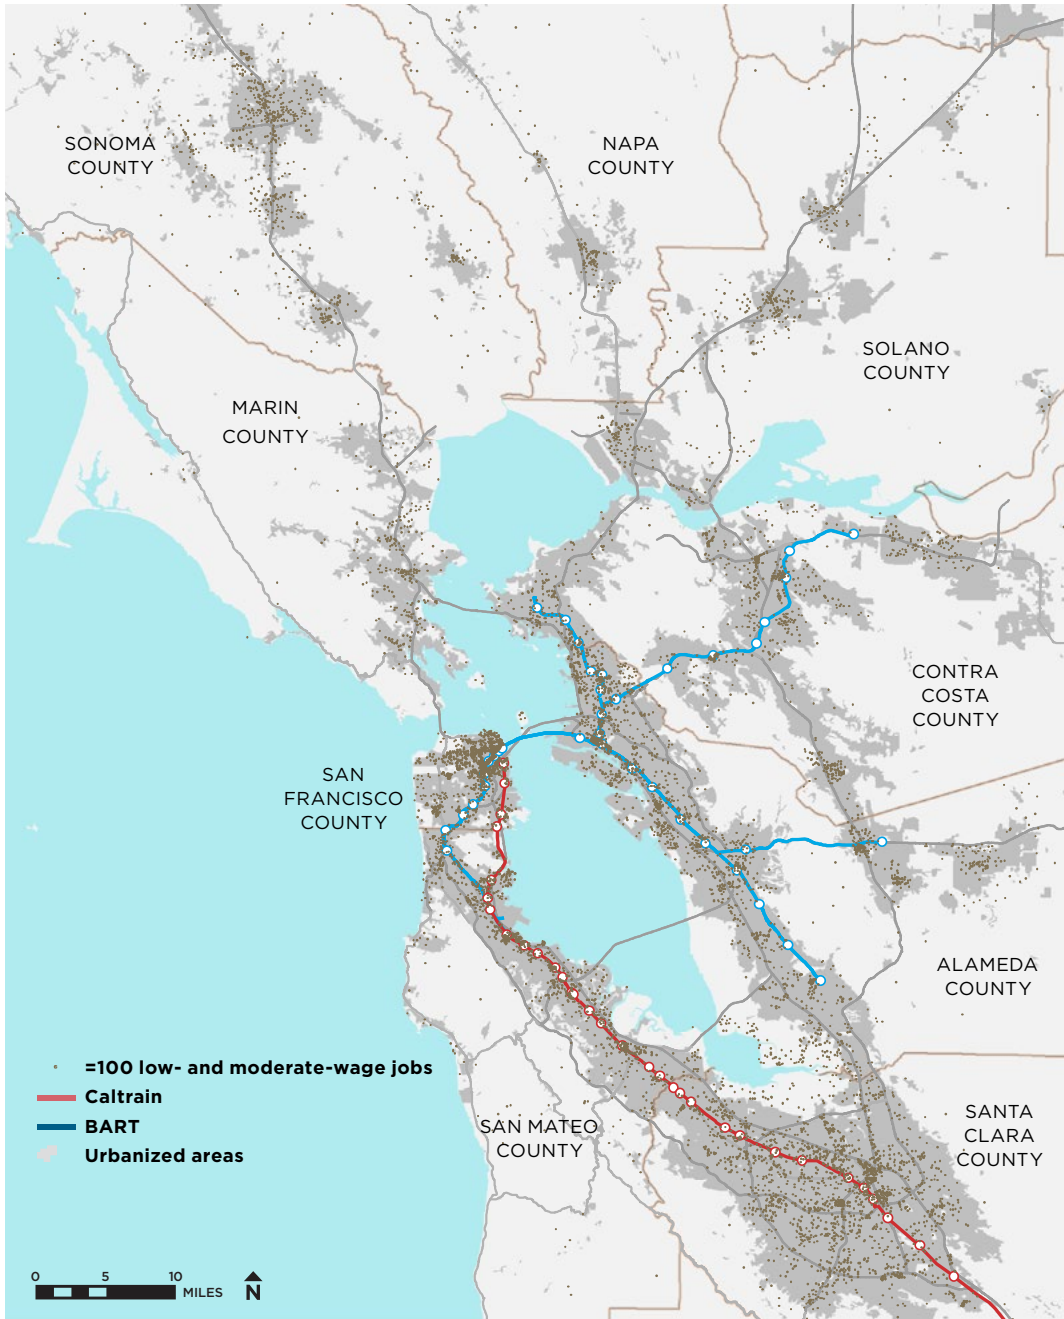 SONOMA
COUNTY
NAPA
COUNTY
SOLANO
COUNTY
MARIN
COUNTY
CONTRA
COSTA
COUNTY
SAN
FRANCISCO
COUNTY
ALAMEDA
COUNTY
=100 low- and moderate-wage jobs
Caltrain
BART
Urbanized areas
SAN MATEO
COUNTY
SANTA
CLARA
COUNTY
0 5 10
MILES
N